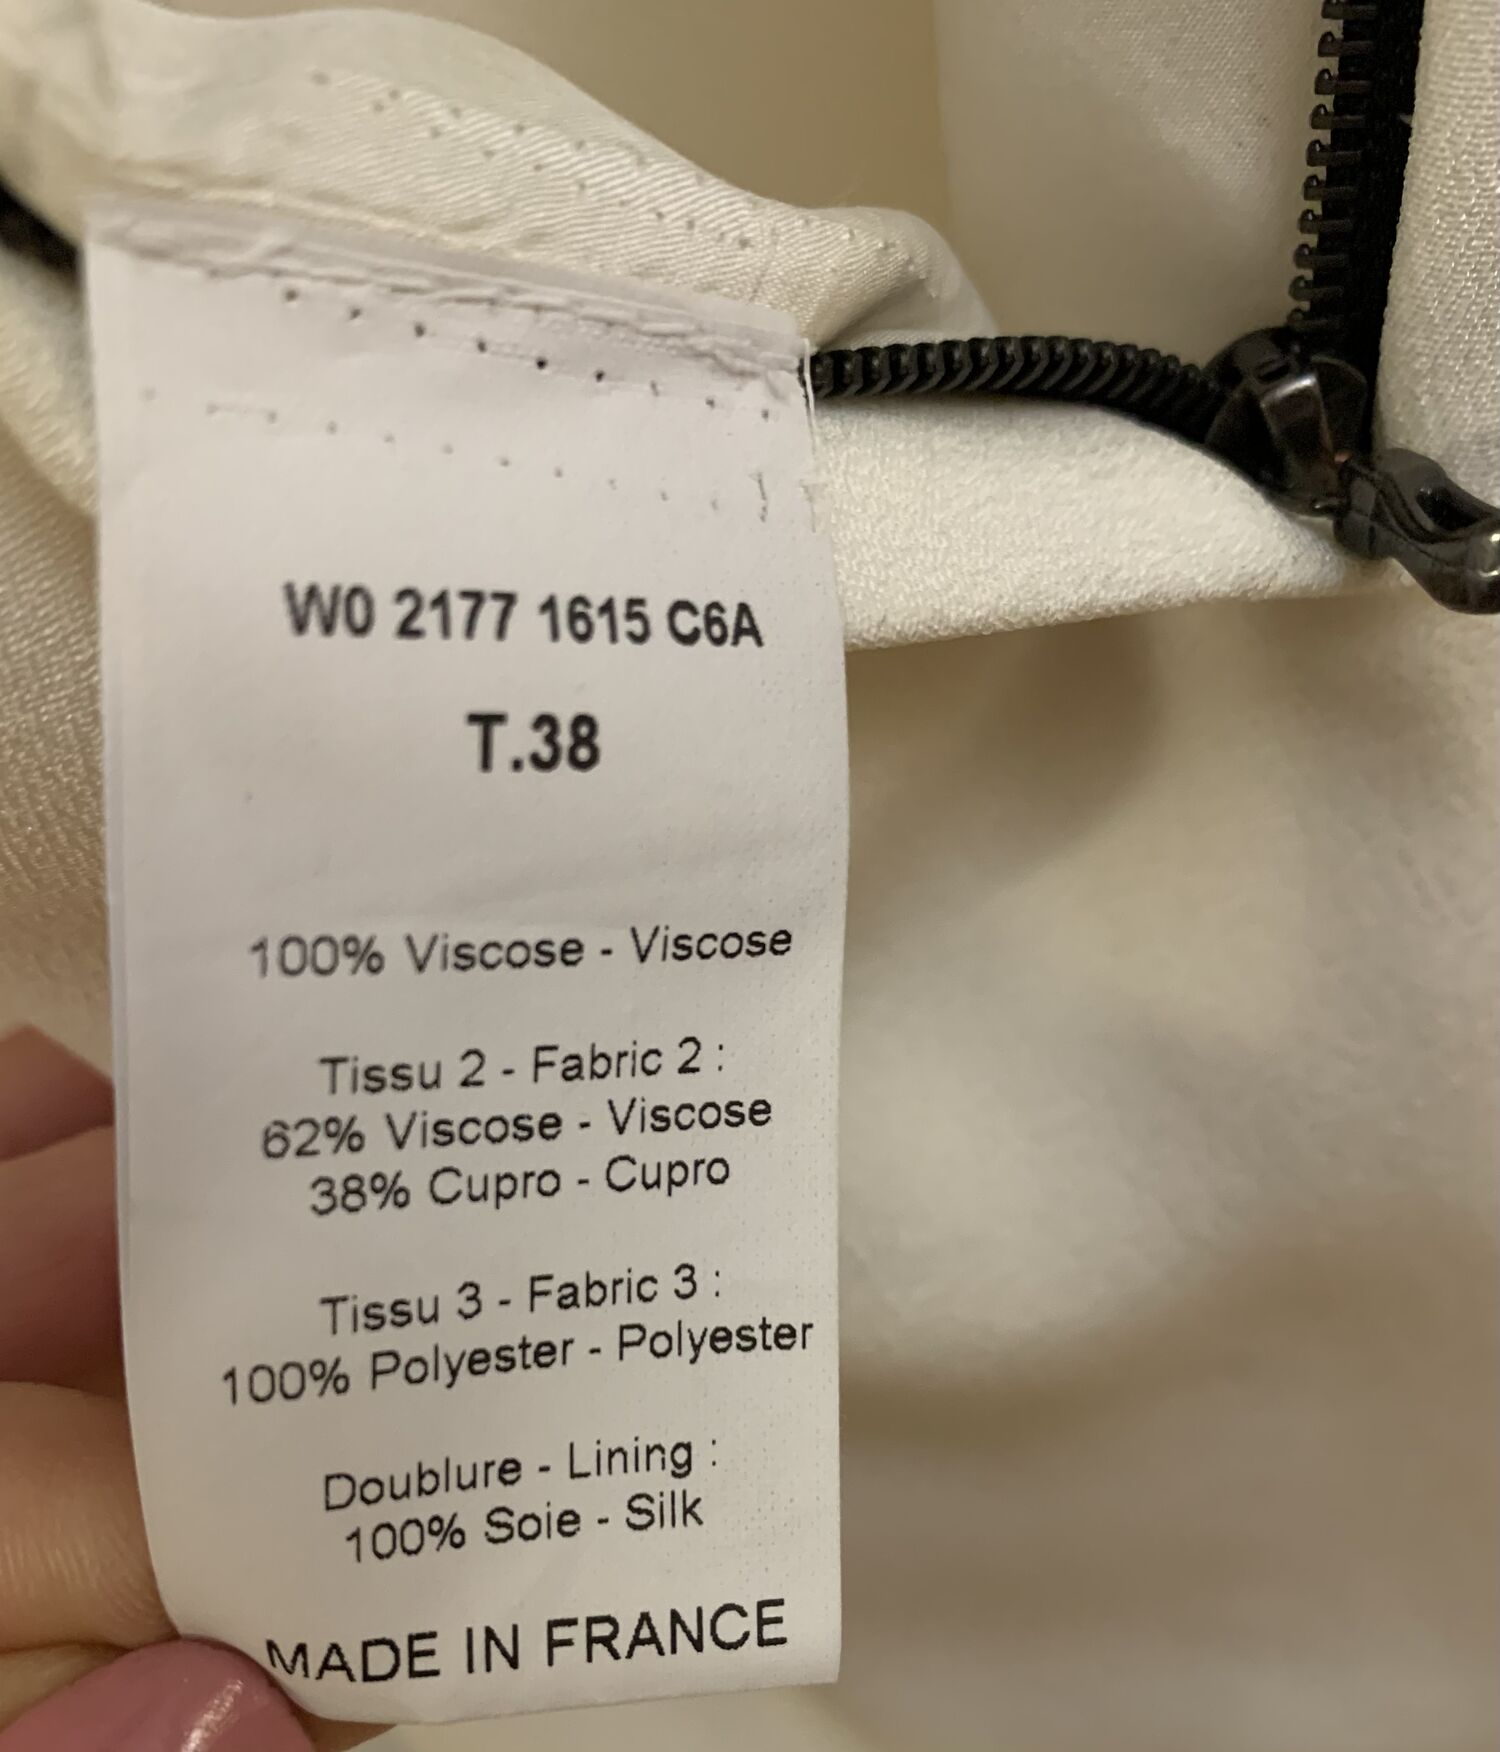 W0 2177 1615 C6A
T.38
100% Viscose - Viscose
Tissu 2 - Fabric 2 :
62% Viscose - Viscose
38% Cupro - Cupro
Tissu 3 - Fabric 3 :
100% Polyester - Polyester
Doublure - Lining :
100% Soie - Silk
MADE IN FRANCE